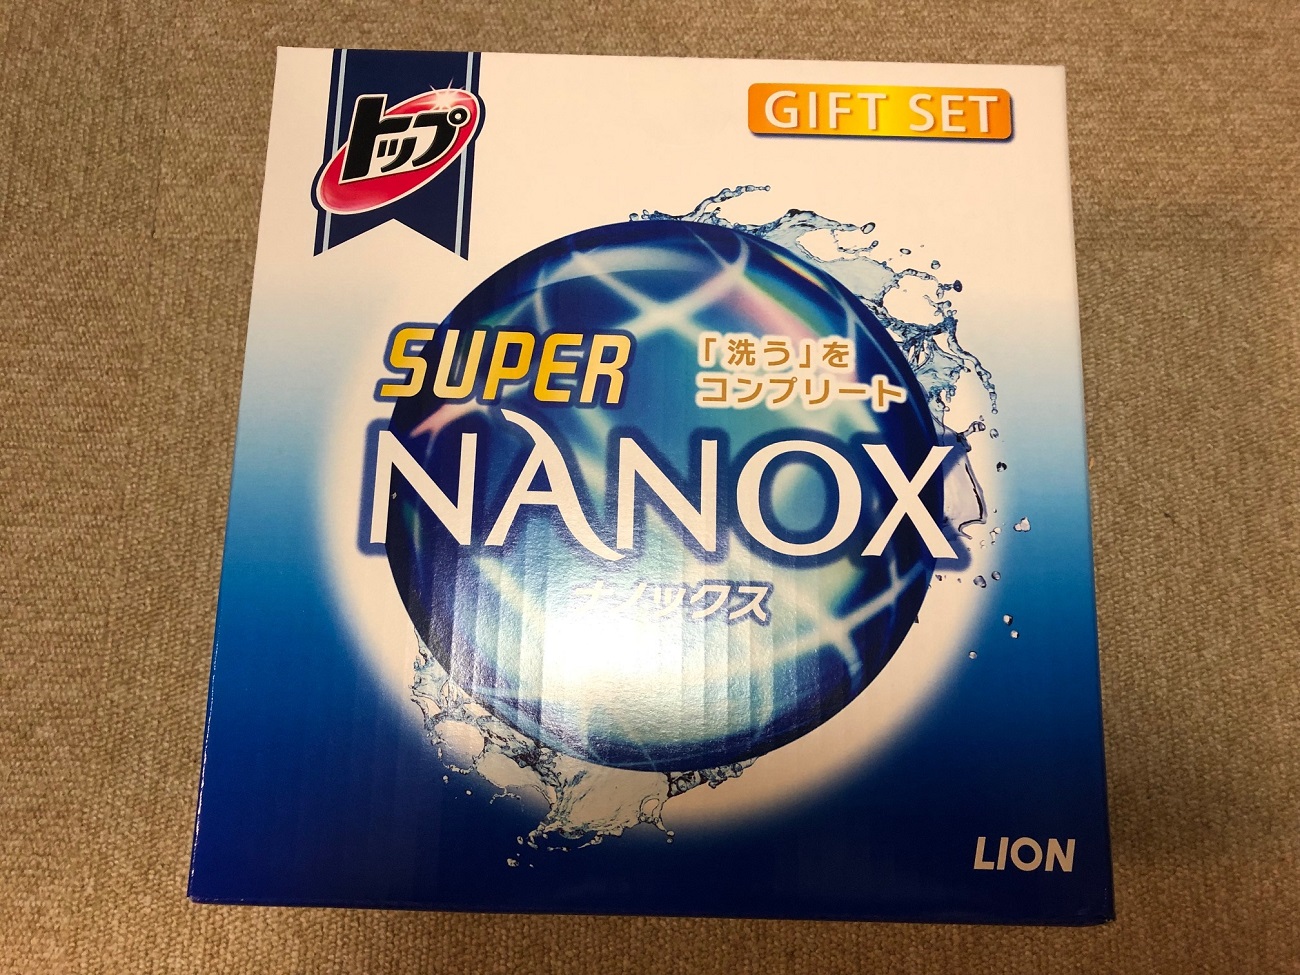 トップ
GIFT SET
SUPER
「洗う」を
コンプリート
NANOX
ナノックス
LION